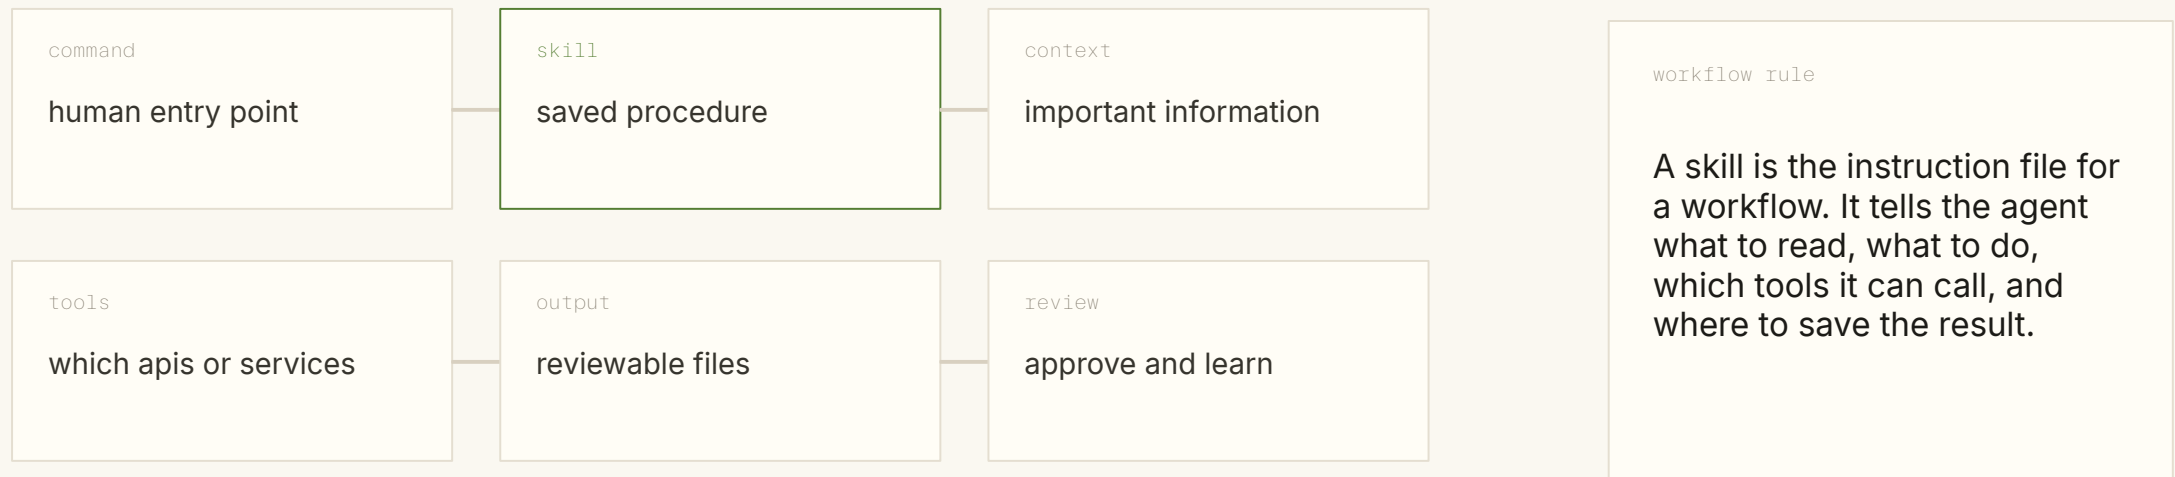 command
human entry point
skill
saved procedure
context
important information
tools
which apis or services
output
reviewable files
review
approve and learn
workflow rule
A skill is the instruction file for
a workflow. It tells the agent
what to read, what to do,
which tools it can call, and
where to save the result.